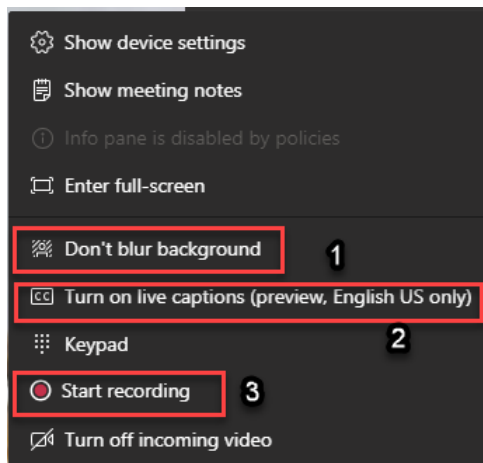 Show device settings
Show meeting notes
Info pane is disabled by policies
Enter full-screen
Don't blur background
1
Turn on live captions (preview, English US only)
2
Keypad
Start recording
3
Turn off incoming video